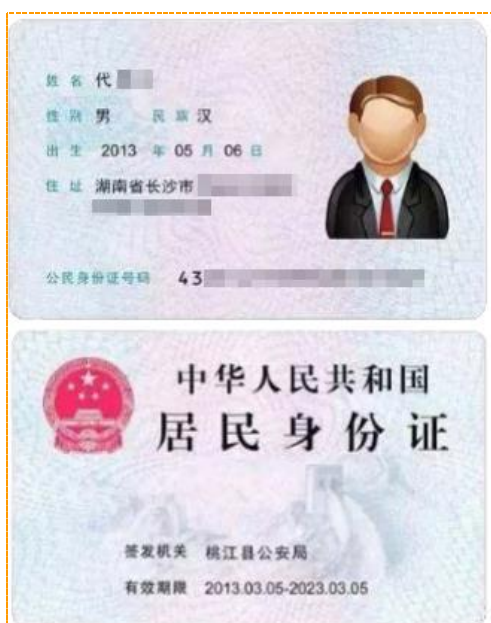 姓名 代
性别 男 民族 汉
出生 2013 年 05 月 06 日
住址 湖南省长沙市
公民身份证号码 43
中华人民共和国
居民身份证
签发机关 桃江县公安局
有效期限 2013.03.05-2023.03.05